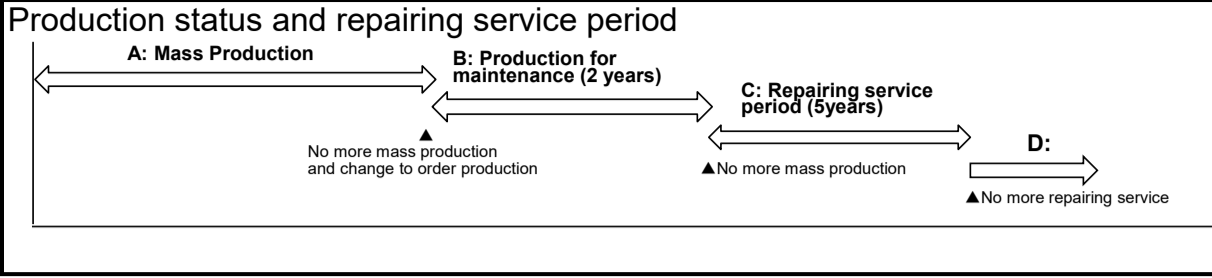 Production status and repairing service period
A: Mass Production
B: Production for
maintenance (2 years)
C: Repairing service
period (5years)
D:
▲
No more mass production
and change to order production
▲No more mass production
▲No more repairing service